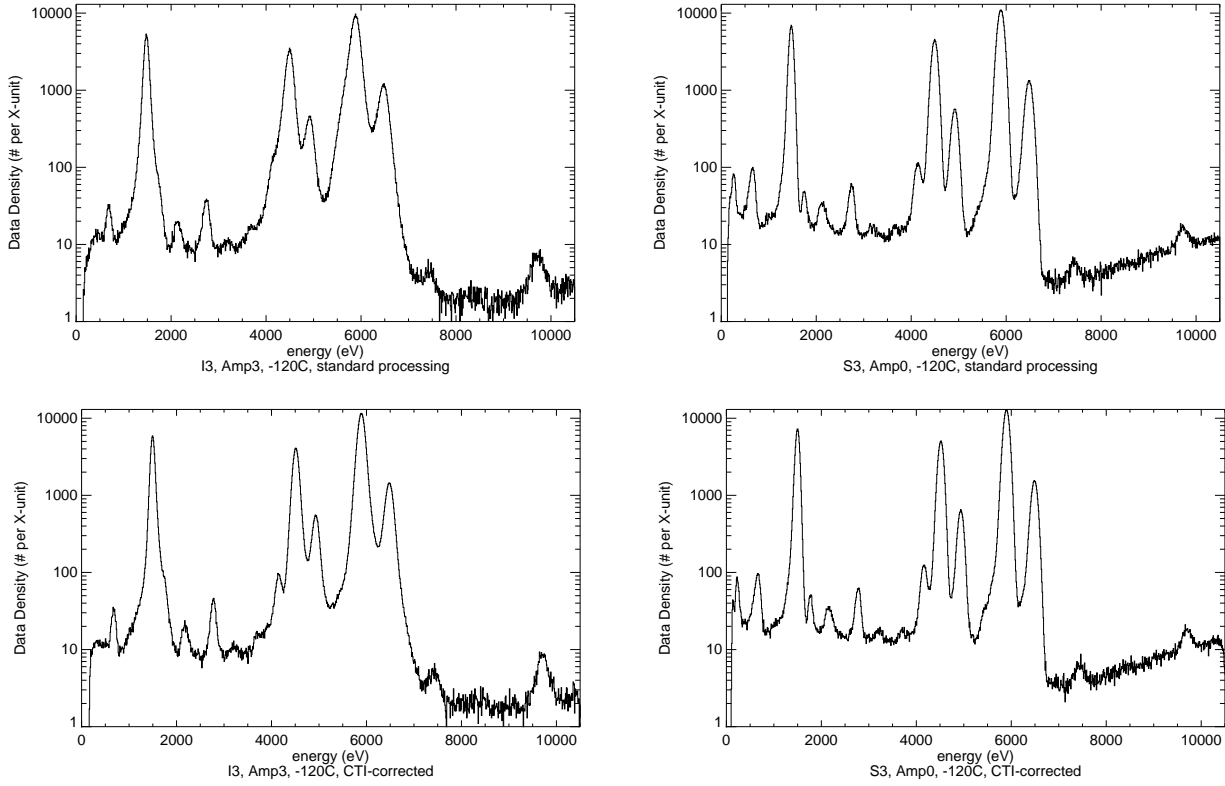 10000
1000
100
10
1
Data Density (# per X-unit)
0 2000 4000 6000 8000 10000
energy (eV)
I3, Amp3, -120C, standard processing
10000
1000
100
10
1
Data Density (# per X-unit)
0 2000 4000 6000 8000 10000
energy (eV)
S3, Amp0, -120C, standard processing
10000
1000
100
10
1
Data Density (# per X-unit)
0 2000 4000 6000 8000 10000
energy (eV)
I3, Amp3, -120C, CTI-corrected
10000
1000
100
10
1
Data Density (# per X-unit)
0 2000 4000 6000 8000 10000
energy (eV)
S3, Amp0, -120C, CTI-corrected